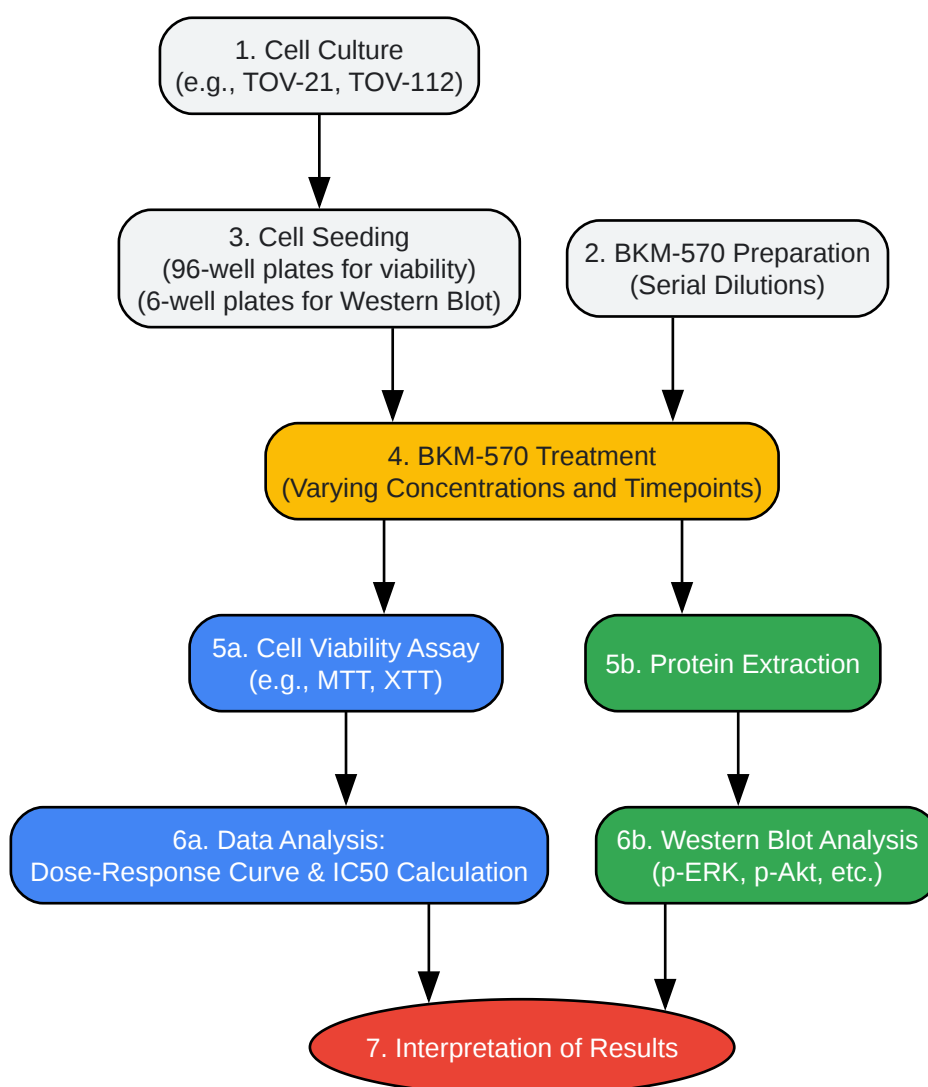 1. Cell Culture
(e.g., TOV-21, TOV-112)
3. Cell Seeding
(96-well plates for viability)
(6-well plates for Western Blot)
2. BKM-570 Preparation
(Serial Dilutions)
4. BKM-570 Treatment
(Varying Concentrations and Timepoints)
5a. Cell Viability Assay
(e.g., MTT, XTT)
5b. Protein Extraction
6a. Data Analysis:
Dose-Response Curve & IC50 Calculation
6b. Western Blot Analysis
(p-ERK, p-Akt, etc.)
7. Interpretation of Results